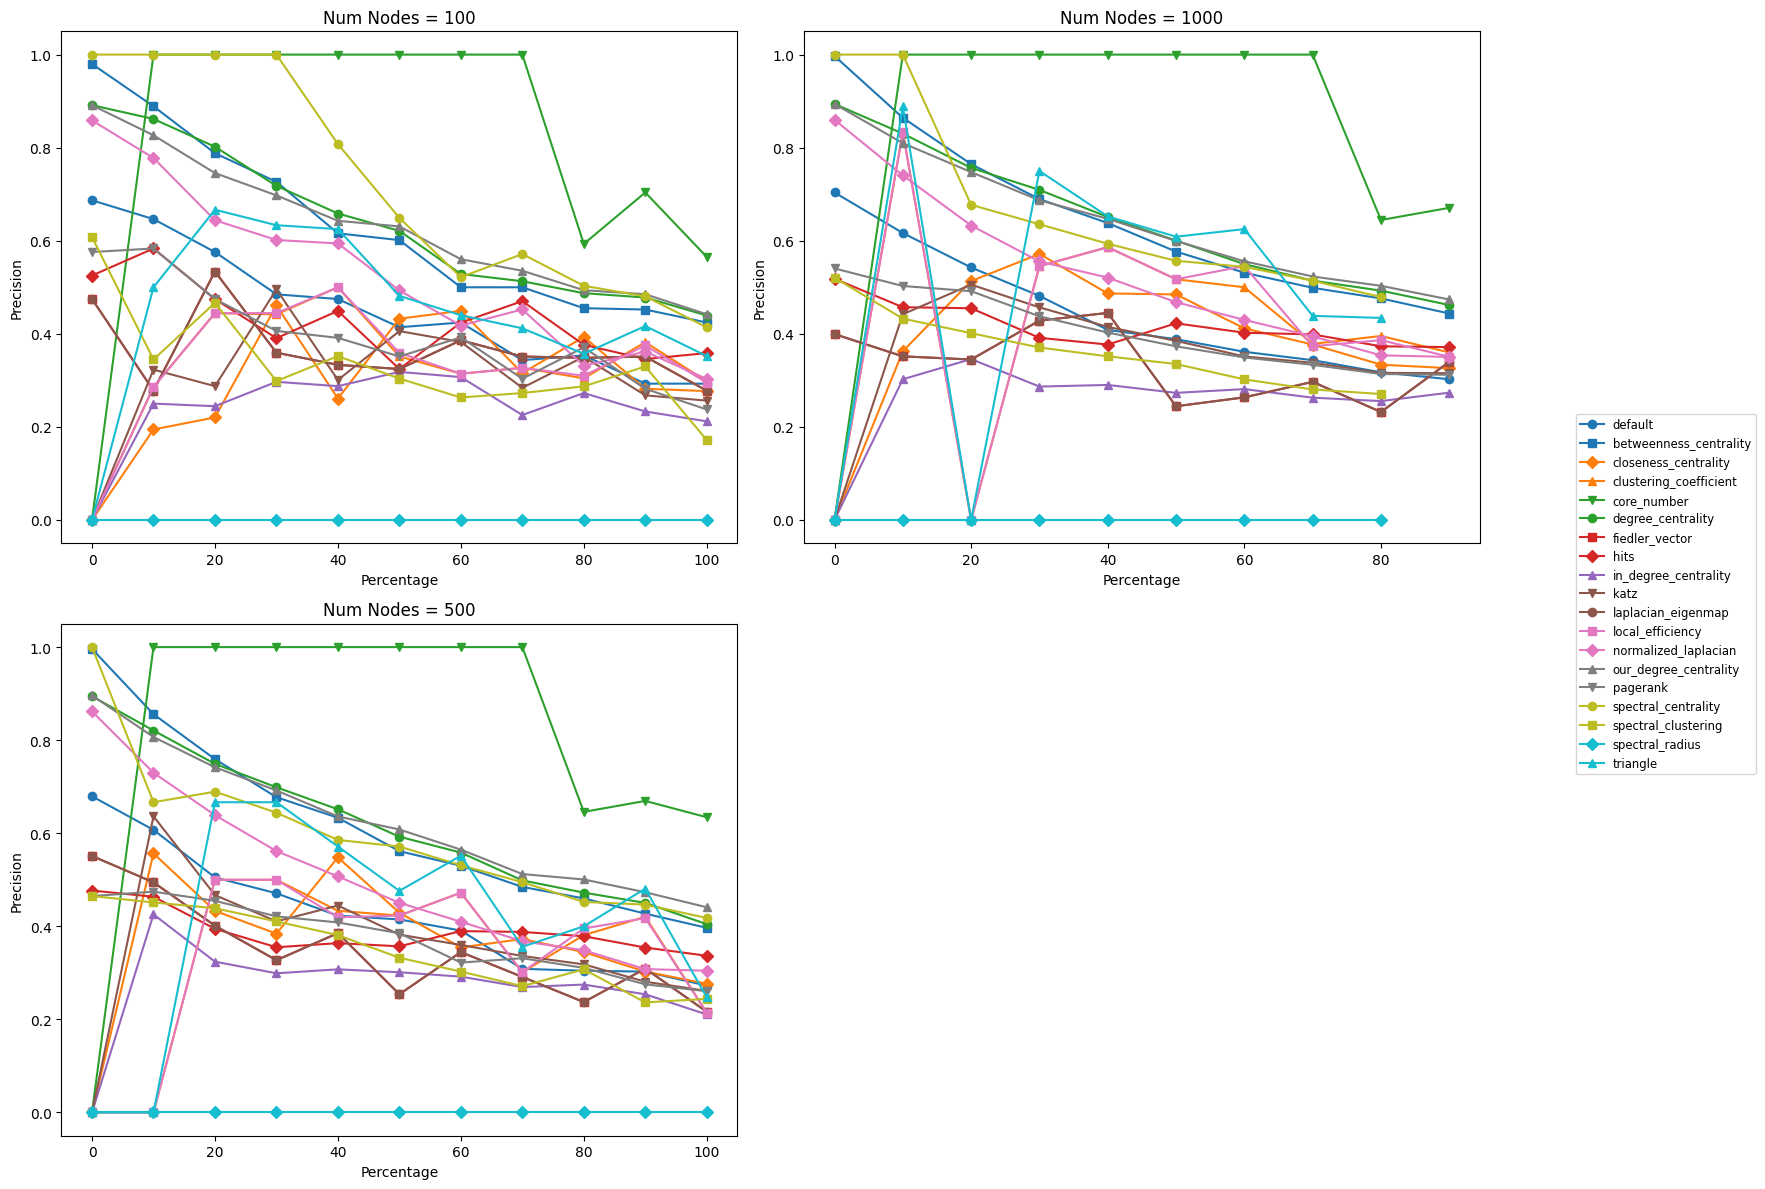 Num Nodes = 100
1.0
0.8
0.6
0.4
0.2
0.0
Precision
0 20 40 60 80 100
Percentage
Num Nodes = 1000
1.0
0.8
0.6
0.4
0.2
0.0
Precision
0 20 40 60 80
Percentage
Num Nodes = 500
1.0
0.8
0.6
0.4
0.2
0.0
Precision
0 20 40 60 80 100
Percentage
default
betweenness_centrality
closeness_centrality
clustering_coefficient
core_number
degree_centrality
fiedler_vector
hits
in_degree_centrality
katz
laplacian_eigenmap
local_efficiency
normalized_laplacian
our_degree_centrality
pagerank
spectral_centrality
spectral_clustering
spectral_radius
triangle